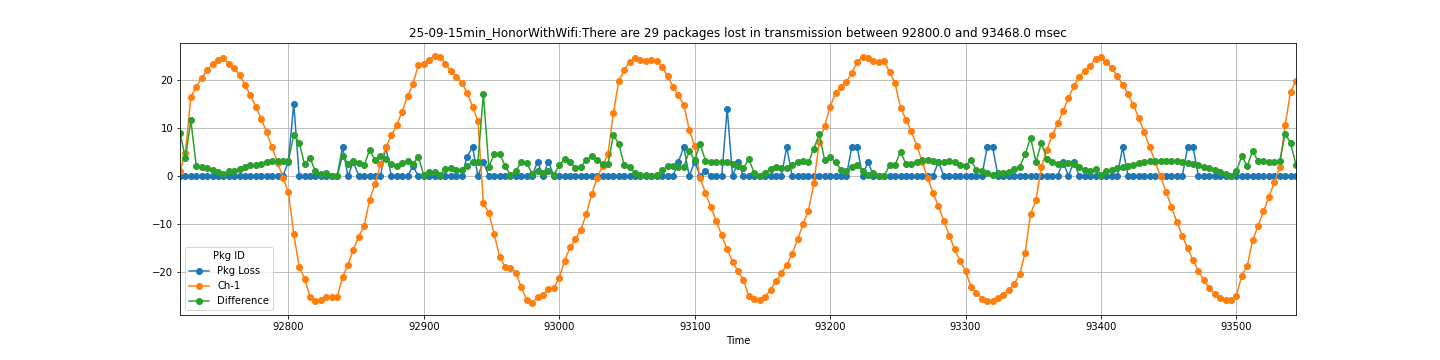 25-09-15min_HonorWithWifi:There are 29 packages lost in transmission between 92800.0 and 93468.0 msec
20
10
0
−10
−20
Pkg ID
Pkg Loss
Ch-1
Difference
92800 92900 93000 93100 93200 93300 93400 93500
Time